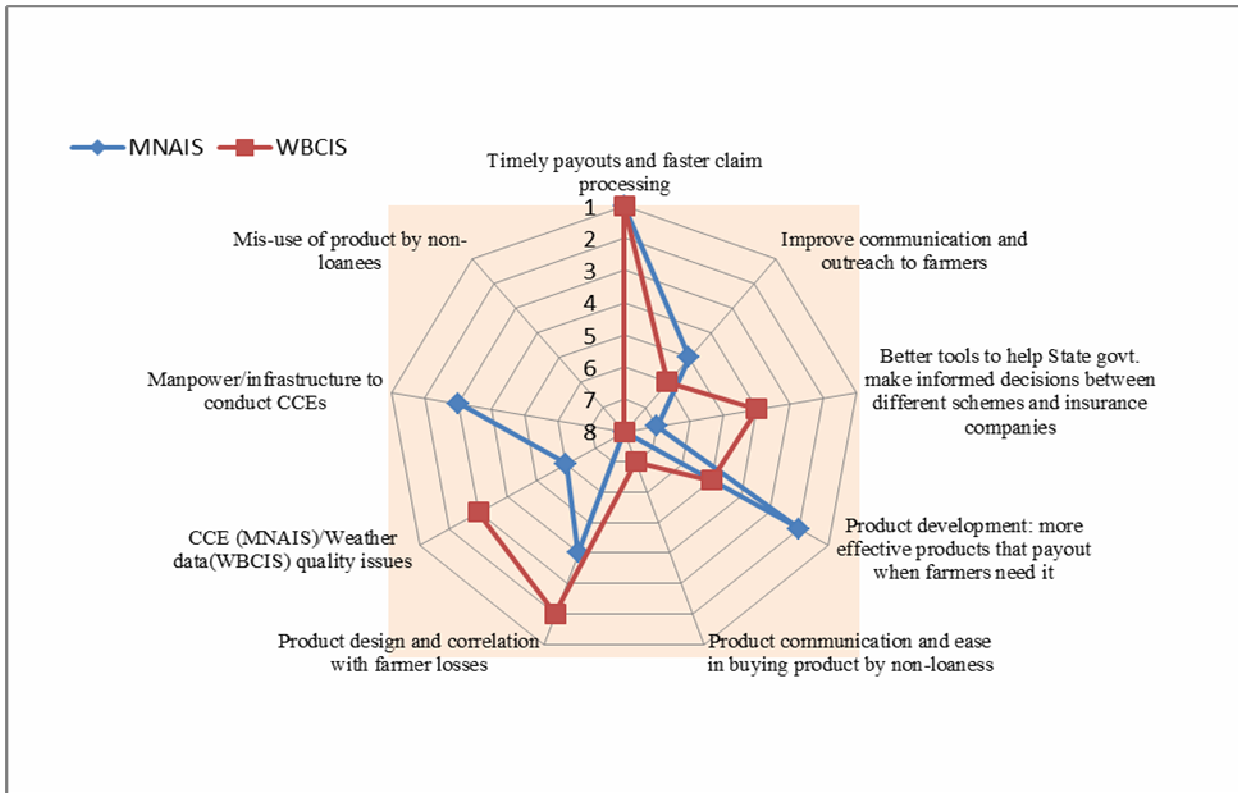 MNAIS
WBCIS
Timely payouts and faster claim
processing
1
2
3
4
5
6
7
8
Mis-use of product by non-
loanees
Improve communication and
outreach to farmers
Manpower/infrastructure to
conduct CCEs
Better tools to help State govt.
make informed decisions between
different schemes and insurance
companies
CCE (MNAIS)/Weather
data(WBCIS) quality issues
Product development: more
effective products that payout
when farmers need it
Product design and correlation
with farmer losses
Product communication and ease
in buying product by non-loaness